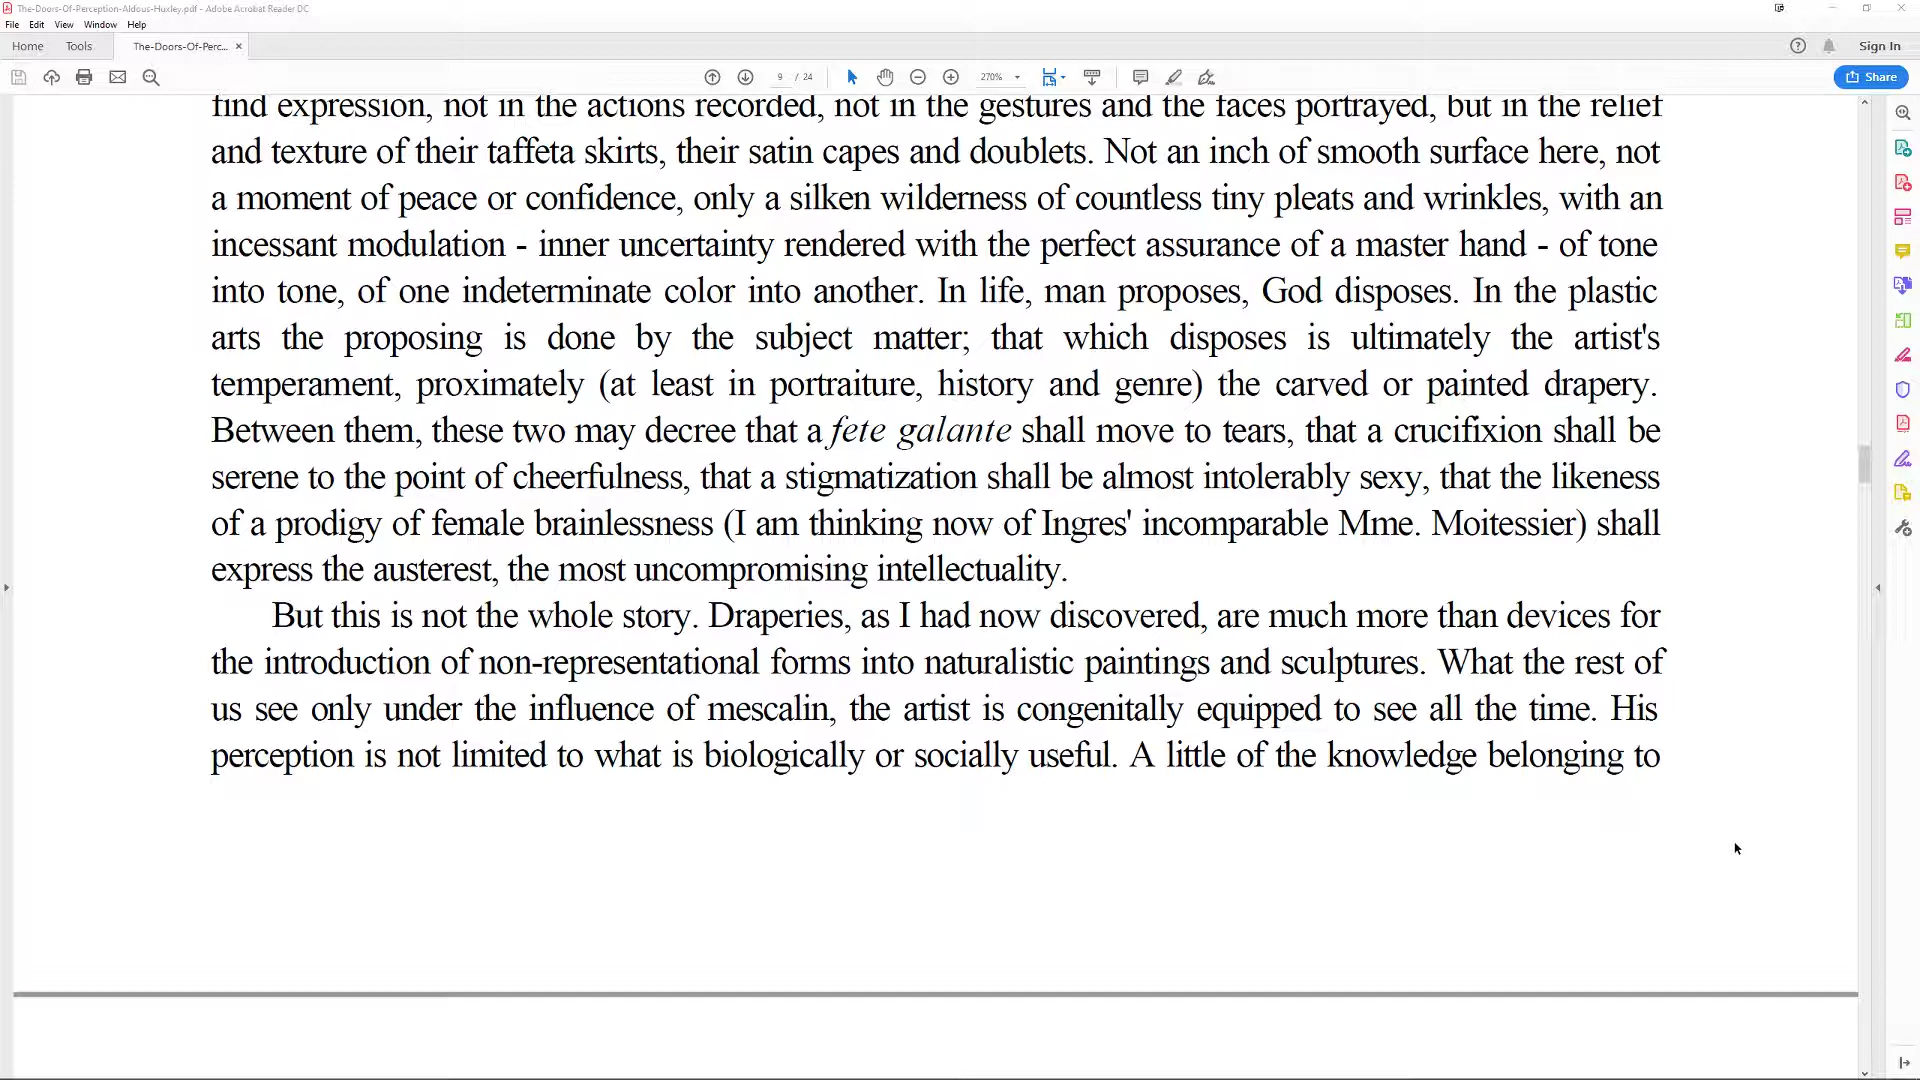 The-Doors-Of-Perception-Aldous-Huxley.pdf - Adobe Acrobat Reader DC
File Edit View Window Help
Home Tools The-Doors-Of-Perc... × Sign In
9 / 24 270% Share
find expression, not in the actions recorded, not in the gestures and the faces portrayed, but in the relief
and texture of their taffeta skirts, their satin capes and doublets. Not an inch of smooth surface here, not
a moment of peace or confidence, only a silken wilderness of countless tiny pleats and wrinkles, with an
incessant modulation - inner uncertainty rendered with the perfect assurance of a master hand - of tone
into tone, of one indeterminate color into another. In life, man proposes, God disposes. In the plastic
arts the proposing is done by the subject matter; that which disposes is ultimately the artist's
temperament, proximately (at least in portraiture, history and genre) the carved or painted drapery.
Between them, these two may decree that a fete galante shall move to tears, that a crucifixion shall be
serene to the point of cheerfulness, that a stigmatization shall be almost intolerably sexy, that the likeness
of a prodigy of female brainlessness (I am thinking now of Ingres' incomparable Mme. Moitessier) shall
express the austerest, the most uncompromising intellectuality.
But this is not the whole story. Draperies, as I had now discovered, are much more than devices for
the introduction of non-representational forms into naturalistic paintings and sculptures. What the rest of
us see only under the influence of mescalin, the artist is congenitally equipped to see all the time. His
perception is not limited to what is biologically or socially useful. A little of the knowledge belonging to